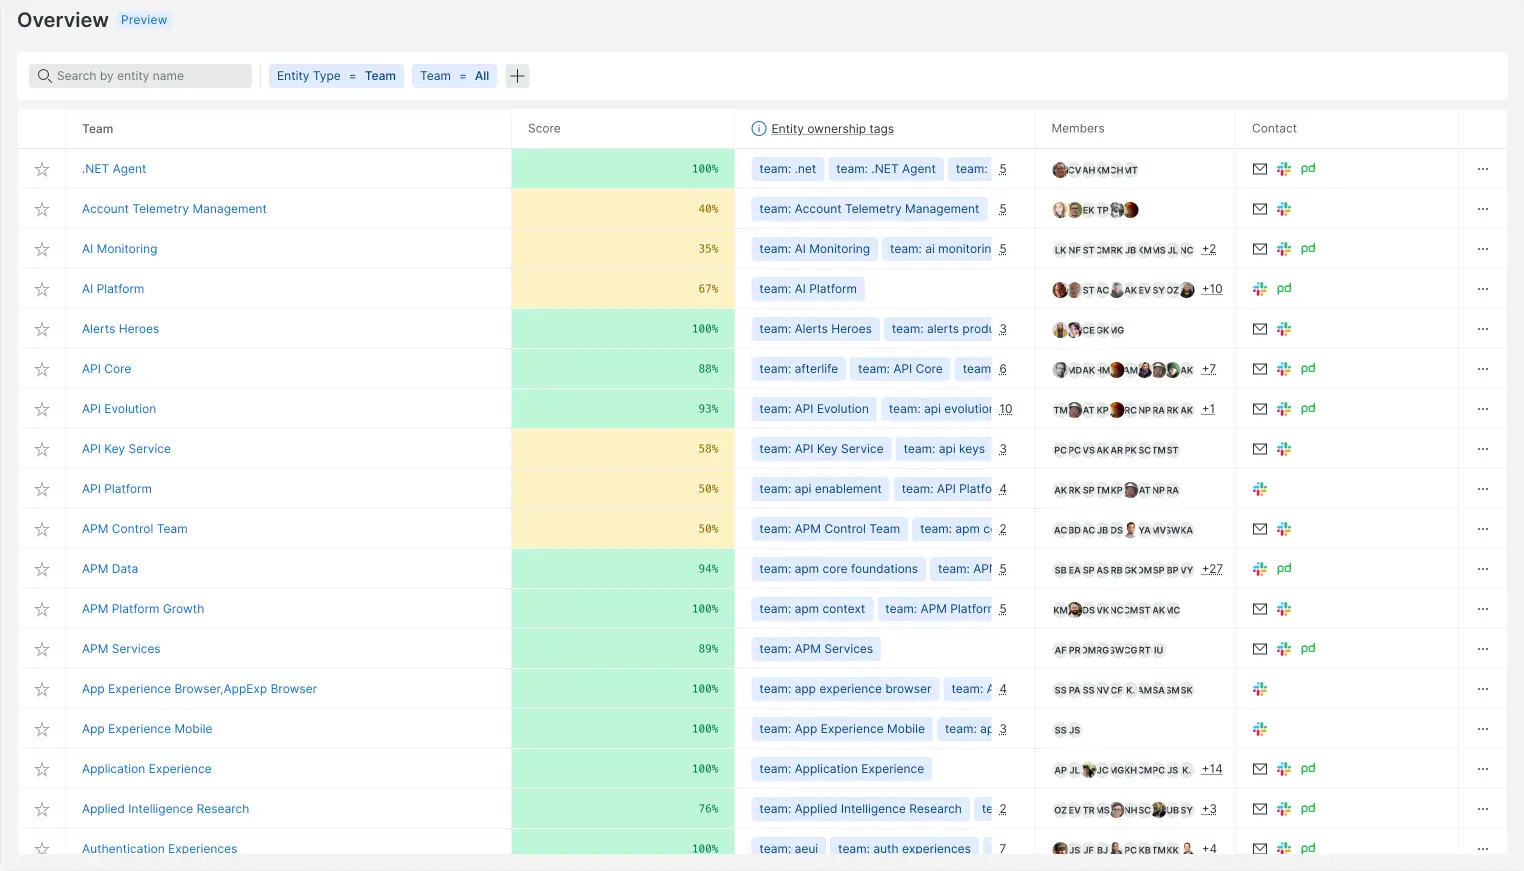 Overview Preview
Search by entity name Entity Type = Team Team = All
Team Score Entity ownership tags Members Contact
.NET Agent 100% team: .net team: .NET Agent team: 5 CV AH KM CH MT pd
Account Telemetry Management 40% team: Account Telemetry Management 5 EK TP
AI Monitoring 35% team: AI Monitoring team: ai monitorin 5 LK NF ST CM RK JB KM MS JL NC +2 pd
AI Platform 67% team: AI Platform ST AC AK EV SY OZ +10 pd
Alerts Heroes 100% team: Alerts Heroes team: alerts produ 3 CE GK MG
API Core 88% team: afterlife team: API Core team 6 MD AK HM AM AK +7 pd
API Evolution 93% team: API Evolution team: api evolution 10 TM AT KP RC NP RA RK AK +1 pd
API Key Service 58% team: API Key Service team: api keys 3 PC PC VS AK AR PK SC TM ST
API Platform 50% team: api enablement team: API Platfo 4 AK RK SP TM KP AT NP RA
APM Control Team 50% team: APM Control Team team: apm c 2 AC BD AC JB DS YA MV SW KA
APM Data 94% team: apm core foundations team: API 5 SB EA SP AS RB GK DM SP BP VY +27 pd
APM Platform Growth 100% team: apm context team: APM Platforr 5 KM DS VK NC CM ST AK MC
APM Services 89% team: APM Services AF PR DM RG SW CG RT IU pd
App Experience Browser,AppExp Browser 100% team: app experience browser team: A 4 SS PA SS NV CF K. AM SA SM SK
App Experience Mobile 100% team: App Experience Mobile team: ap 3 SS JS
Application Experience 100% team: Application Experience AP JL JC MG KH CM PC JS K. +14 pd
Applied Intelligence Research 76% team: Applied Intelligence Research te 2 OZ EV TR MS NH SC UB SY +3 pd
Authentication Experiences 100% team: aeui team: auth experiences 7 JS JF BJ PC KB TM KK +4 pd